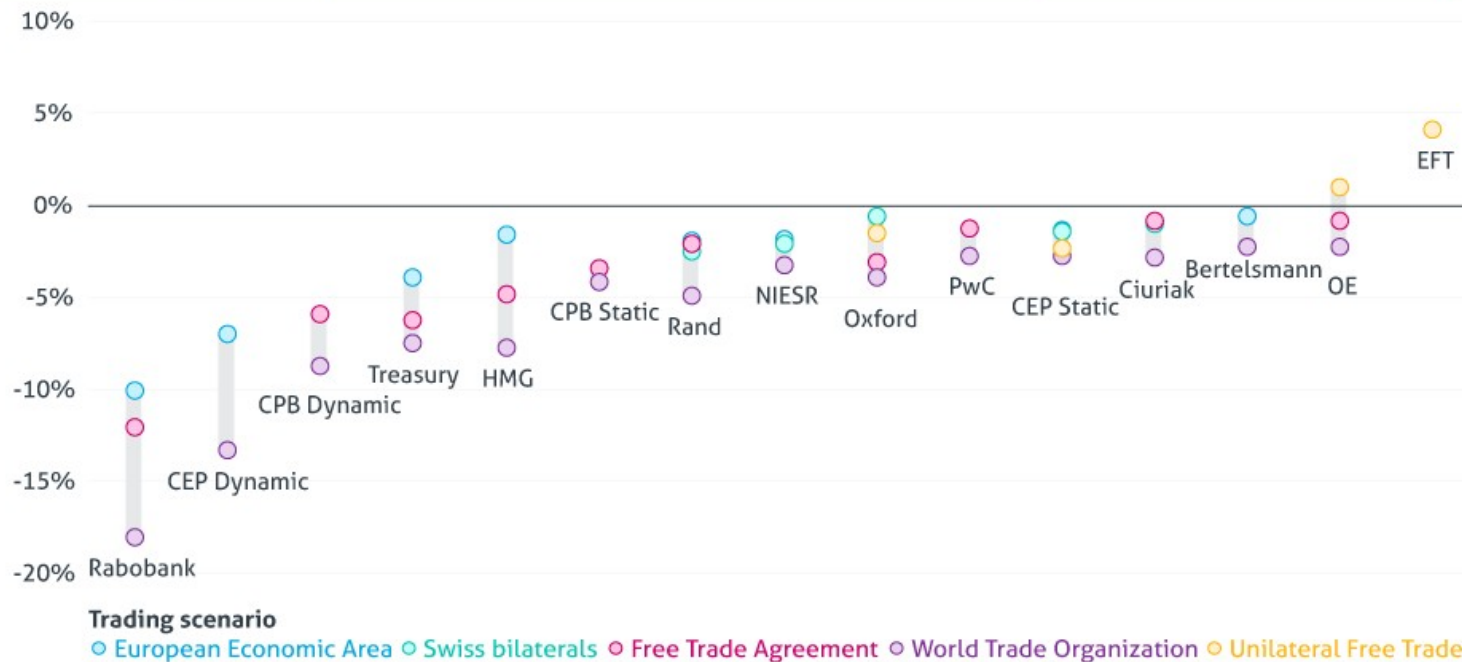 10%
5%
EFT
0%
-5%
CPB Static
Rand
NIESR
Oxford
PwC
CEP Static
Ciuriak
Bertelsmann
OE
Treasury
HMG
-10%
CPB Dynamic
-15%
CEP Dynamic
-20%
Rabobank
Trading scenario
European Economic Area Swiss bilaterals Free Trade Agreement World Trade Organization Unilateral Free Trade